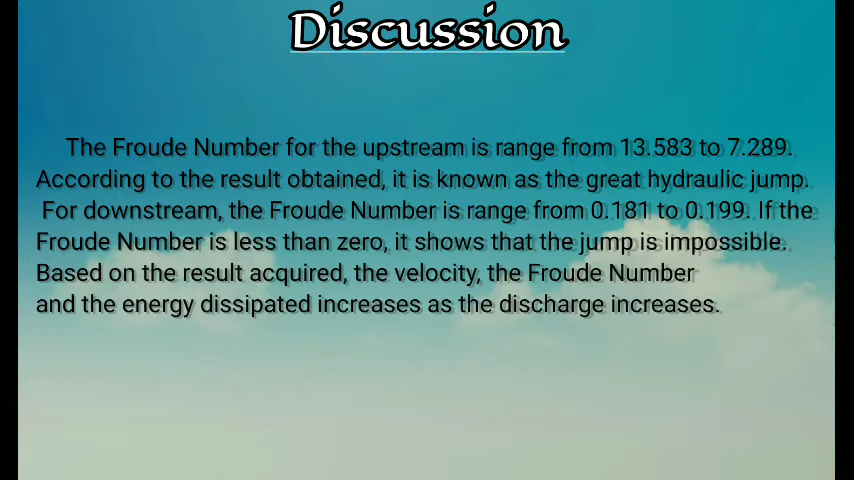 Discussion
The Froude Number for the upstream is range from 13.583 to 7.289.
According to the result obtained, it is known as the great hydraulic jump.
For downstream, the Froude Number is range from 0.181 to 0.199. If the
Froude Number is less than zero, it shows that the jump is impossible.
Based on the result acquired, the velocity, the Froude Number
and the energy dissipated increases as the discharge increases.